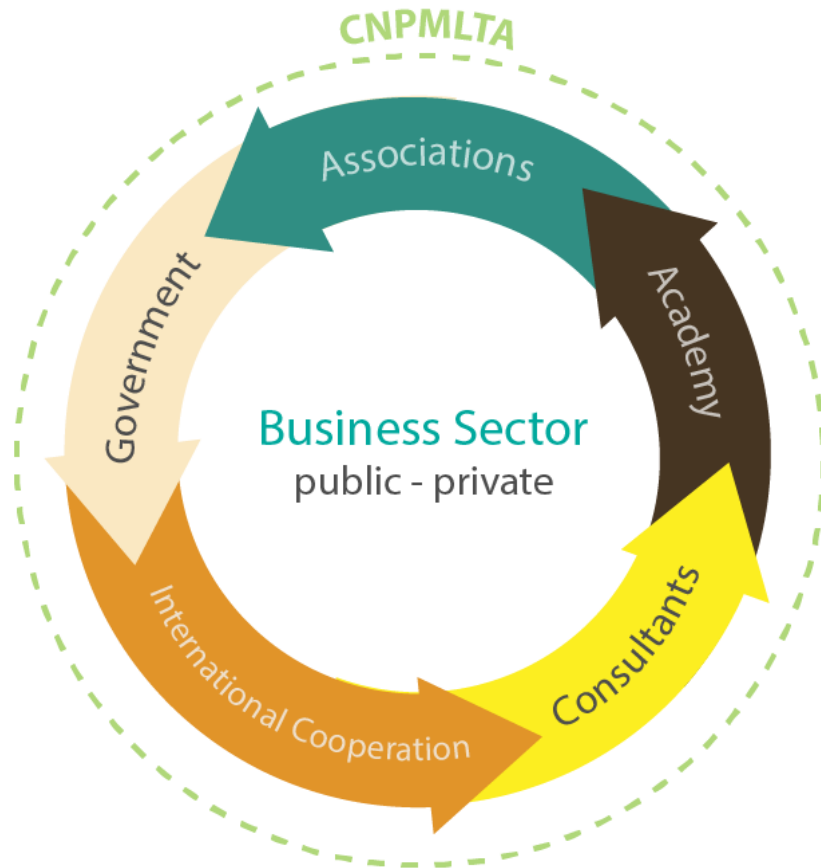 CNPMLTA
Associations
Academy
Government
Business Sector
public - private
International Cooperation
Consultants